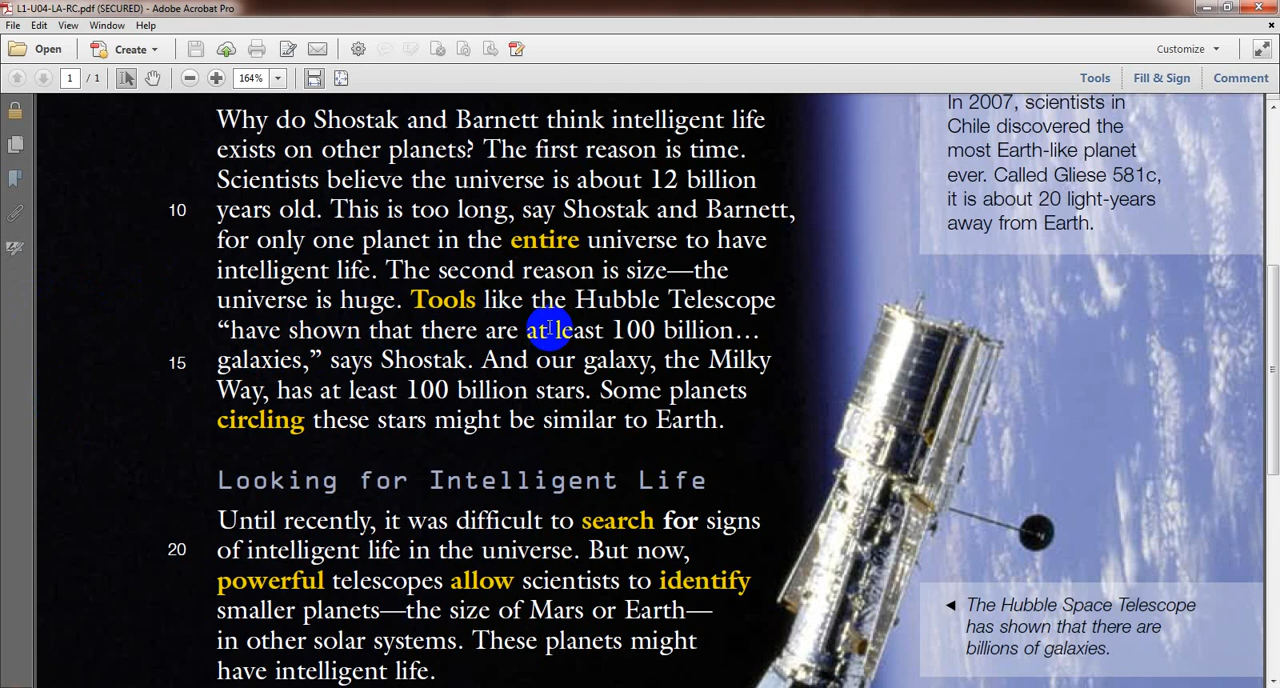 L1-U04-LA-RC.pdf (SECURED) - Adobe Acrobat Pro
File Edit View Window Help
Open Create Customize
1 / 1 164% Tools Fill & Sign Comment
Why do Shostak and Barnett think intelligent life
exists on other planets? The first reason is time.
Scientists believe the universe is about 12 billion
10 years old. This is too long, say Shostak and Barnett,
for only one planet in the entire universe to have
intelligent life. The second reason is size—the
universe is huge. Tools like the Hubble Telescope
“have shown that there are at least 100 billion…
15 galaxies,” says Shostak. And our galaxy, the Milky
Way, has at least 100 billion stars. Some planets
circling these stars might be similar to Earth.
Looking for Intelligent Life
Until recently, it was difficult to search for signs
20 of intelligent life in the universe. But now,
powerful telescopes allow scientists to identify
smaller planets—the size of Mars or Earth—
in other solar systems. These planets might
have intelligent life.
In 2007, scientists in
Chile discovered the
most Earth-like planet
ever. Called Gliese 581c,
it is about 20 light-years
away from Earth.
◄ The Hubble Space Telescope
has shown that there are
billions of galaxies.